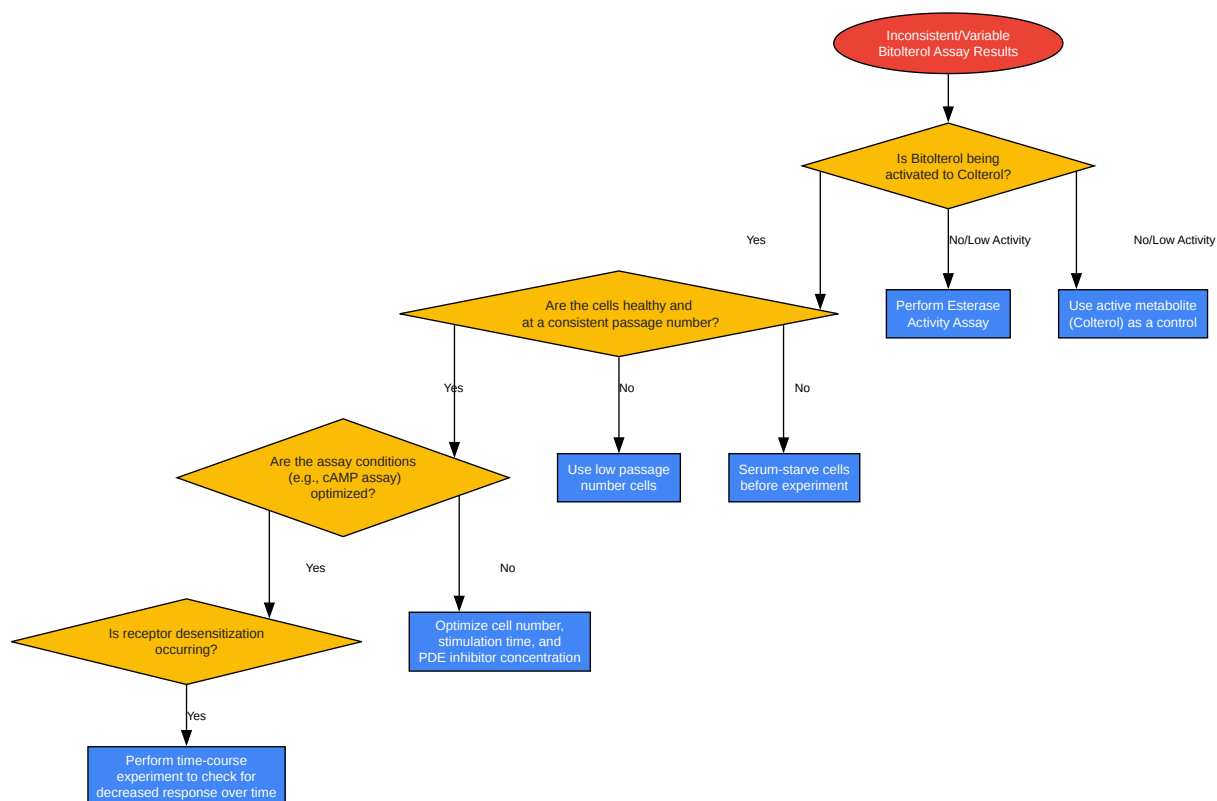 Inconsistent/Variable
Bitolterol Assay Results
Is Bitolterol being
activated to Colterol?
Yes
No/Low Activity
No/Low Activity
Are the cells healthy and
at a consistent passage number?
Perform Esterase
Activity Assay
Use active metabolite
(Colterol) as a control
Yes
No
No
Are the assay conditions
(e.g., cAMP assay)
optimized?
Use low passage
number cells
Serum-starve cells
before experiment
Yes
No
Is receptor desensitization
occurring?
Optimize cell number,
stimulation time, and
PDE inhibitor concentration
Yes
Perform time-course
experiment to check for
decreased response over time